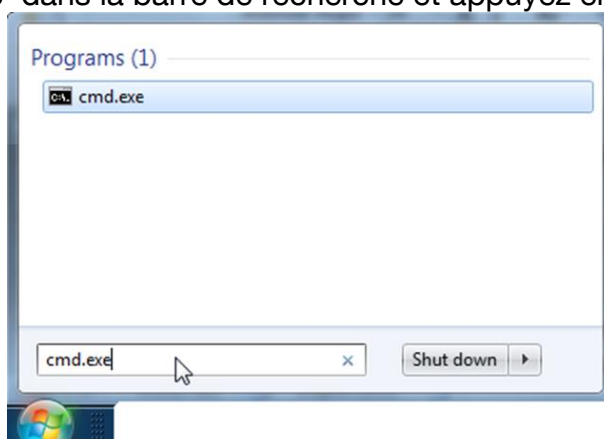 dans la barre de recherche et appuyez
Programs (1)
cmd.exe
cmd.exe
Shut down